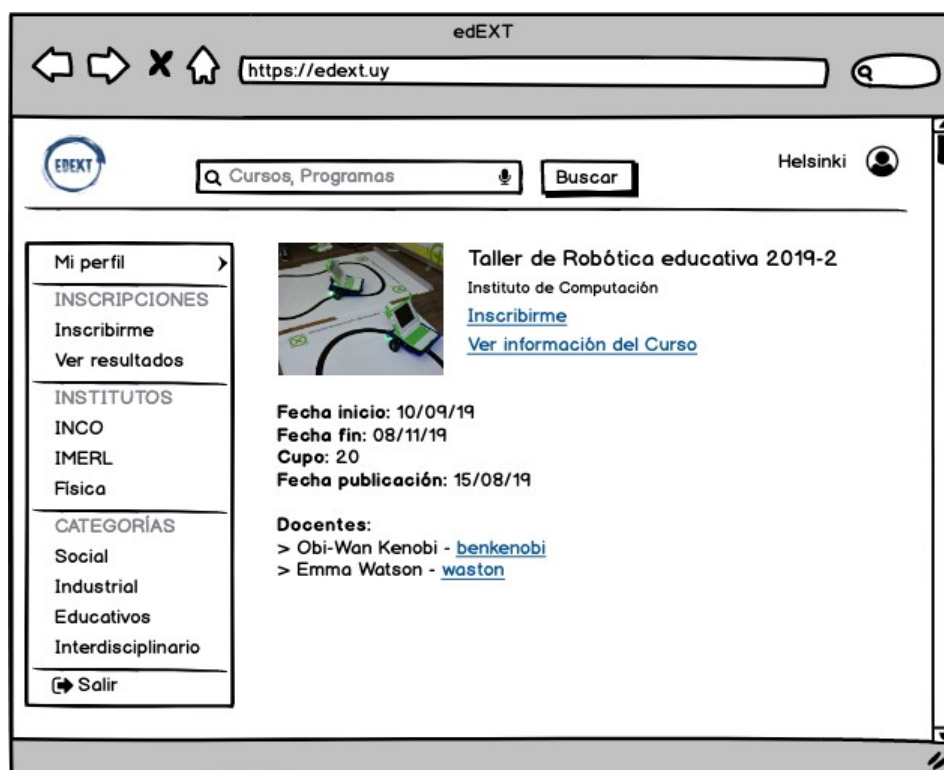 edEXT
https://edext.uy
EDEXT
Cursos, Programas
Buscar
Helsinki
Mi perfil
INSCRIPCIONES
Inscribirme
Ver resultados
INSTITUTOS
INCO
IMERL
Física
CATEGORÍAS
Social
Industrial
Educativos
Interdisciplinario
Salir
Taller de Robótica educativa 2019-2
Instituto de Computación
Inscribirme
Ver información del Curso
Fecha inicio: 10/09/19
Fecha fin: 08/11/19
Cupo: 20
Fecha publicación: 15/08/19
Docentes:
> Obi-Wan Kenobi - benkenobi
> Emma Watson - waston